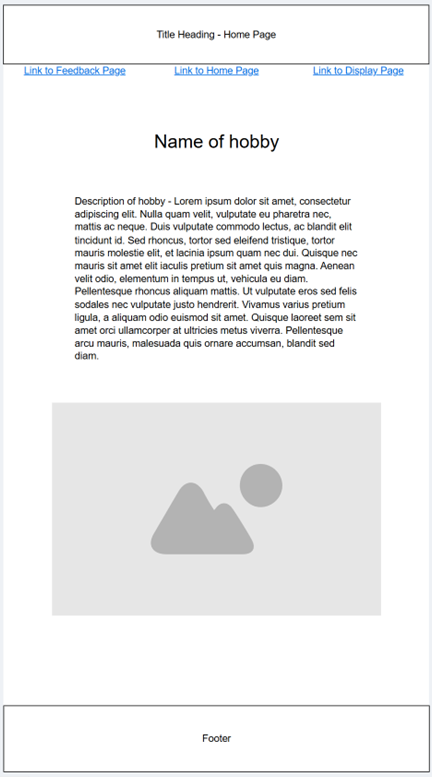 Title Heading - Home Page
Link to Feedback Page
Link to Home Page
Link to Display Page
Name of hobby
Description of hobby - Lorem ipsum dolor sit amet, consectetur
adipiscing elit. Nulla quam velit, vulputate eu pharetra nec,
mattis ac neque. Duis vulputate commodo lectus, ac blandit elit
tincidunt id. Sed rhoncus, tortor sed eleifend tristique, tortor
mauris molestie elit, et lacinia ipsum quam nec dui. Quisque nec
mauris sit amet elit iaculis pretium sit amet quis magna. Aenean
velit odio, elementum in tempus ut, vehicula eu diam.
Pellentesque rhoncus aliquam mattis. Ut vulputate eros sed felis
sodales nec vulputate justo hendrerit. Vivamus varius pretium
ligula, a aliquam odio euismod sit amet. Quisque laoreet sem sit
amet orci ullamcorper at ultricies metus viverra. Pellentesque
arcu mauris, malesuada quis ornare accumsan, blandit sed
diam.
Footer